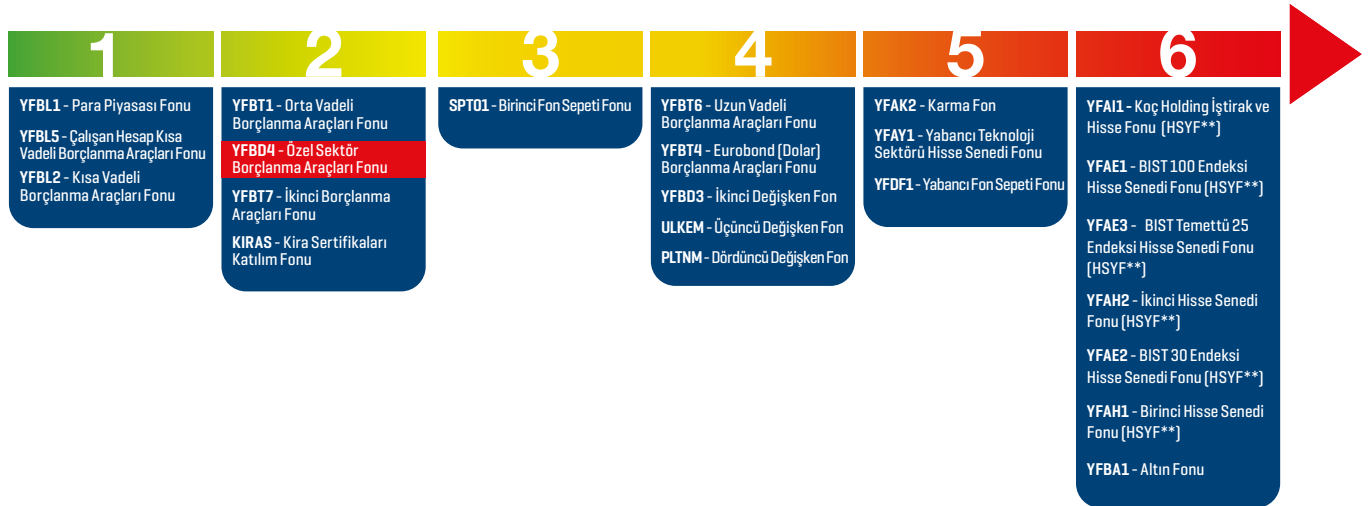 1
YFBL1 - Para Piyasası Fonu
YFBL5 - Çalışan Hesap Kısa
Vadeli Borçlanma Araçları Fonu
YFBL2 - Kısa Vadeli
Borçlanma Araçları Fonu
2
YFBT1 - Orta Vadeli
Borçlanma Araçları Fonu
YFBD4 - Özel Sektör
Borçlanma Araçları Fonu
YFBT7 - İkinci Borçlanma
Araçları Fonu
KIRAS - Kira Sertifikaları
Katılım Fonu
3
SPT01 - Birinci Fon Sepeti Fonu
4
YFBT6 - Uzun Vadeli
Borçlanma Araçları Fonu
YFBT4 - Eurobond (Dolar)
Borçlanma Araçları Fonu
YFBD3 - İkinci Değişken Fon
ULKEM - Üçüncü Değişken Fon
PLTNM - Dördüncü Değişken Fon
5
YFAK2 - Karma Fon
YFAY1 - Yabancı Teknoloji
Sektörü Hisse Senedi Fonu
YFDF1 - Yabancı Fon Sepeti Fonu
6
YFAI1 - Koç Holding İştirak ve
Hisse Fonu (HSYF**)
YFAE1 - BIST 100 Endeksi
Hisse Senedi Fonu (HSYF**)
YFAE3 - BIST Temettü 25
Endeksi Hisse Senedi Fonu
(HSYF**)
YFAH2 - İkinci Hisse Senedi
Fonu (HSYF**)
YFAE2 - BIST 30 Endeksi
Hisse Senedi Fonu (HSYF**)
YFAH1 - Birinci Hisse Senedi
Fonu (HSYF**)
YFBA1 - Altın Fonu